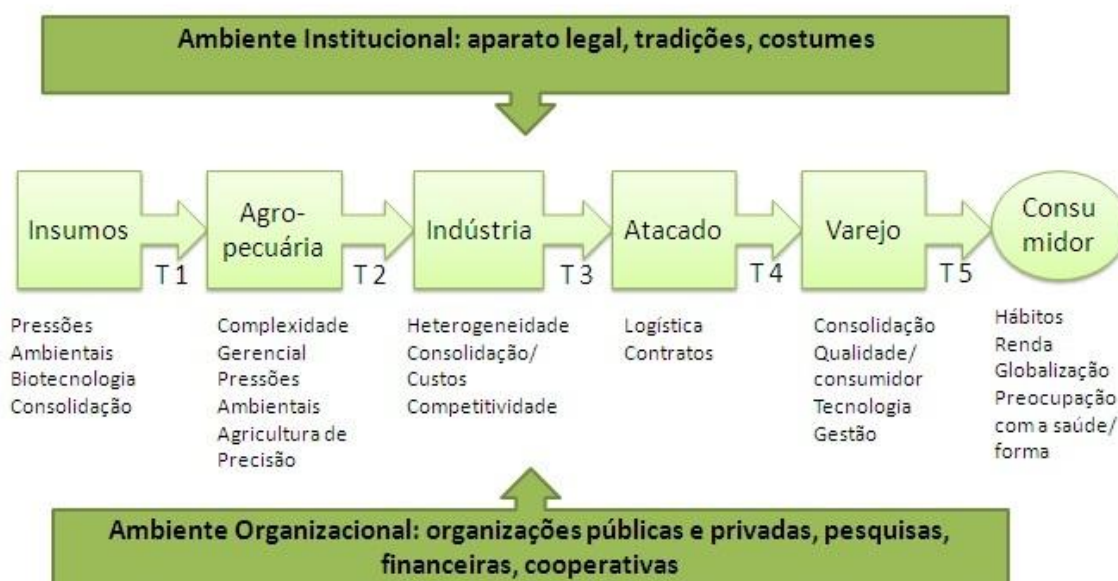 Ambiente Institucional: aparato legal, tradições, costumes
Insumos
T 1
Agro-
pecuária
T 2
Indústria
T 3
Atacado
T 4
Varejo
T 5
Consu
midor
Pressões
Ambientais
Biotecnologia
Consolidação
Complexidade
Gerencial
Pressões
Ambientais
Agricultura de
Precisão
Heterogeneidade
Consolidação/
Custos
Competitividade
Logística
Contratos
Consolidação
Qualidade/
consumidor
Tecnologia
Gestão
Hábitos
Renda
Globalização
Preocupação
com a saúde/
forma
Ambiente Organizacional: organizações públicas e privadas, pesquisas,
financeiras, cooperativas